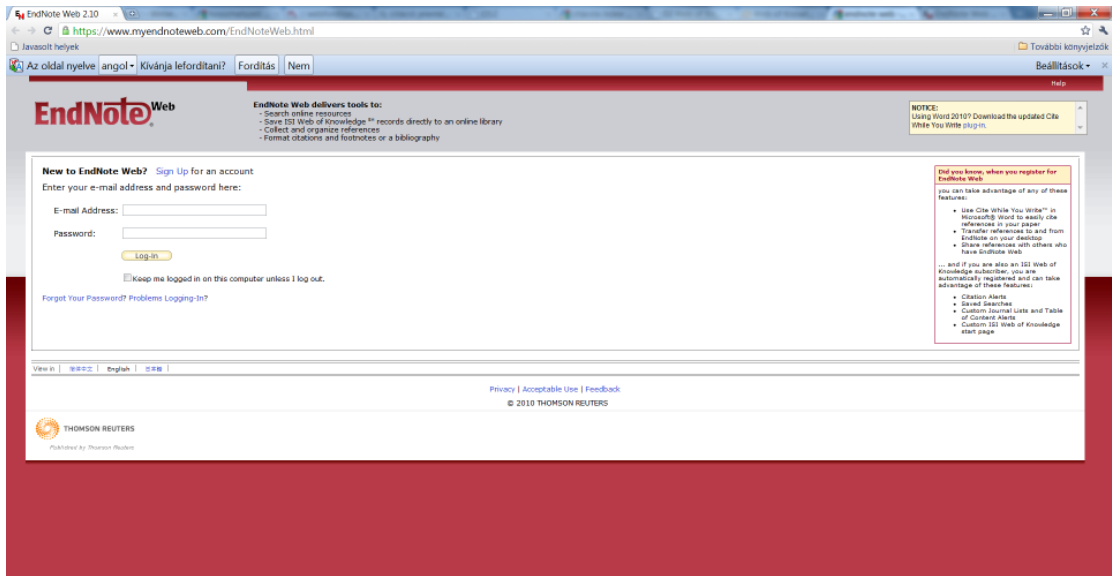 EndNote Web 2.10
https://www.myendnoteweb.com/EndNoteWeb.html
Javasolt helyek
További könyvjelzők
Az oldal nyelve angol Kívánja lefordítani? Fordítás Nem
Beállítások
Help
EndNote Web
EndNote Web delivers tools to:
- Search online resources
- Save ISI Web of Knowledge ℠ records directly to an online library
- Collect and organize references
- Format citations and footnotes or a bibliography
NOTICE:
Using Word 2010? Download the updated Cite
While You Write plug-in.
New to EndNote Web? Sign Up for an account
Enter your e-mail address and password here:
E-mail Address:
Password:
Log-in
Keep me logged in on this computer unless I log out.
Forgot Your Password? Problems Logging-In?
Did you know, when you register for
EndNote Web
you can take advantage of any of these
features:
• Use Cite While You Write™ in
Microsoft® Word to easily cite
references in your paper
• Transfer references to and from
EndNote on your desktop
• Share references with others who
have EndNote Web
... and if you are also an ISI Web of
Knowledge subscriber, you are
automatically registered and can take
advantage of these features:
• Citation Alerts
• Saved Searches
• Custom Journal Lists and Table
of Content Alerts
• Custom ISI Web of Knowledge
start page
View in | 简体中文 | English | 日本語 |
Privacy | Acceptable Use | Feedback
© 2010 THOMSON REUTERS
THOMSON REUTERS
Published by Thomson Reuters